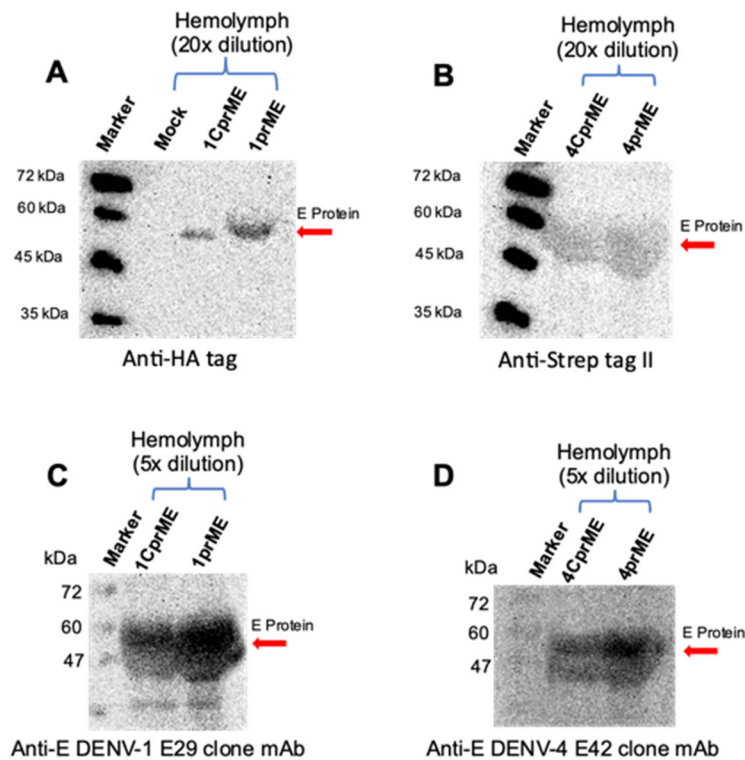 Hemolymph
(20x dilution)
A
Marker
Mock
1CprME
1prME
72 kDa
60 kDa
45 kDa
35 kDa
E Protein
Anti-HA tag
Hemolymph
(20x dilution)
B
Marker
4CprME
4prME
72 kDa
60 kDa
45 kDa
35 kDa
E Protein
Anti-Strep tag II
Hemolymph
(5x dilution)
C
kDa
Marker
1CprME
1prME
72
60
47
E Protein
Anti-E DENV-1 E29 clone mAb
Hemolymph
(5x dilution)
D
kDa
Marker
4CprME
4prME
72
60
47
E Protein
Anti-E DENV-4 E42 clone mAb